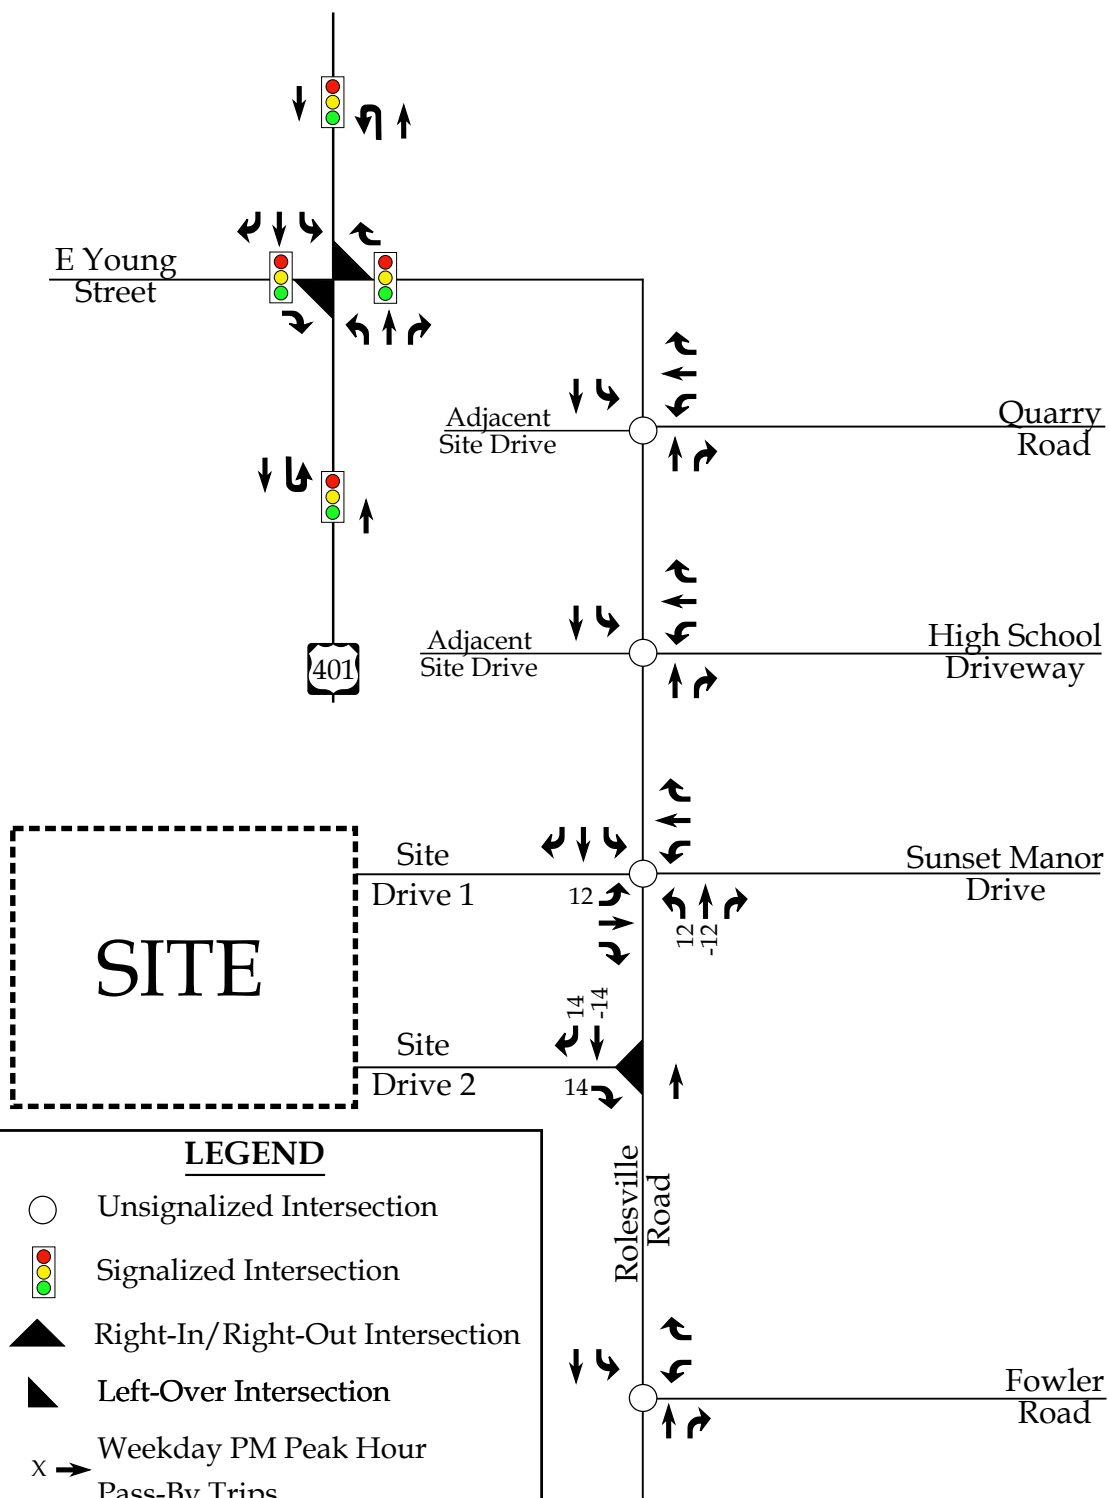 E Young
Street
Adjacent
Site Drive
Quarry
Road
401
Adjacent
Site Drive
High School
Driveway
Site
Drive 1
12
12
-12
Sunset Manor
Drive
SITE
14
-14
Site
Drive 2
14
Rolesville
Road
LEGEND
Unsignalized Intersection
Signalized Intersection
Right-In/Right-Out Intersection
Left-Over Intersection
X
Weekday PM Peak Hour
Pass-By Trips
Fowler
Road